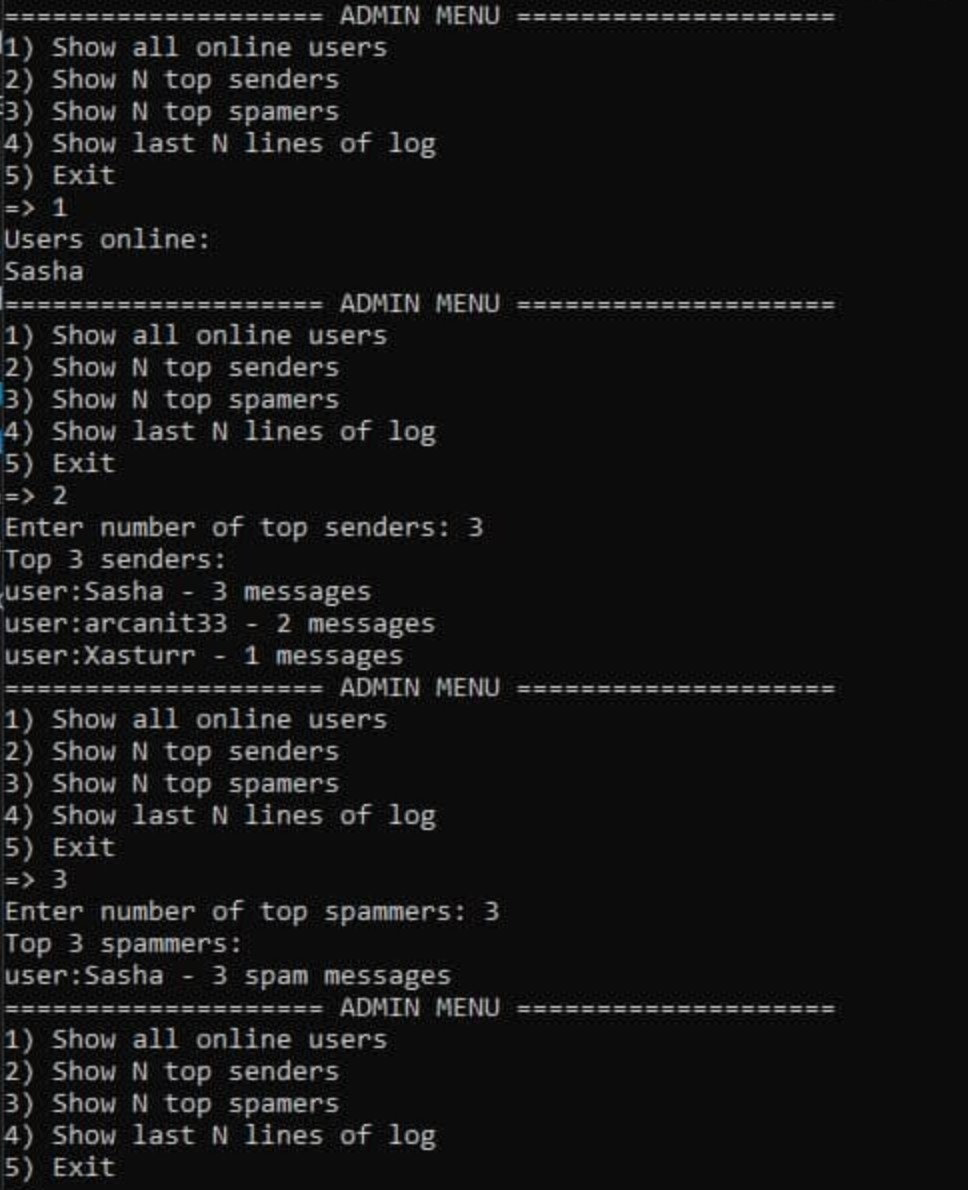 ==================== ADMIN MENU ====================
1) Show all online users
2) Show N top senders
3) Show N top spamers
4) Show last N lines of log
5) Exit
=> 1
Users online:
Sasha
==================== ADMIN MENU ====================
1) Show all online users
2) Show N top senders
3) Show N top spamers
4) Show last N lines of log
5) Exit
=> 2
Enter number of top senders: 3
Top 3 senders:
user:Sasha - 3 messages
user:arcanit33 - 2 messages
user:Xasturr - 1 messages
==================== ADMIN MENU ====================
1) Show all online users
2) Show N top senders
3) Show N top spamers
4) Show last N lines of log
5) Exit
=> 3
Enter number of top spammers: 3
Top 3 spammers:
user:Sasha - 3 spam messages
==================== ADMIN MENU ====================
1) Show all online users
2) Show N top senders
3) Show N top spamers
4) Show last N lines of log
5) Exit